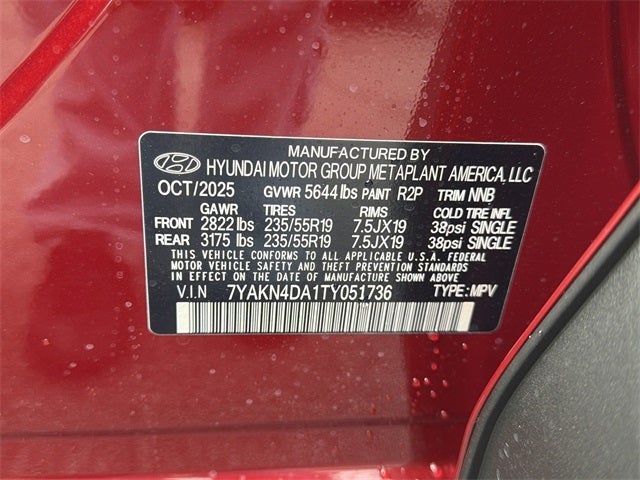 MANUFACTURED BY
HYUNDAI MOTOR GROUP METAPLANT AMERICA, LLC
OCT/2025 GVWR 5644 lbs PAINT R2P TRIM NNB
GAWR TIRES RIMS COLD TIRE INFL
FRONT 2822 lbs 235/55R19 7.5JX19 38psi SINGLE
REAR 3175 lbs 235/55R19 7.5JX19 38psi SINGLE
THIS VEHICLE CONFORMS TO ALL APPLICABLE U.S.A. FEDERAL
MOTOR VEHICLE SAFETY STANDARDS IN EFFECT ON THE DATE OF
MANUFACTURE SHOWN ABOVE.
V.I.N 7YAKN4DA1TY051736 TYPE: MPV